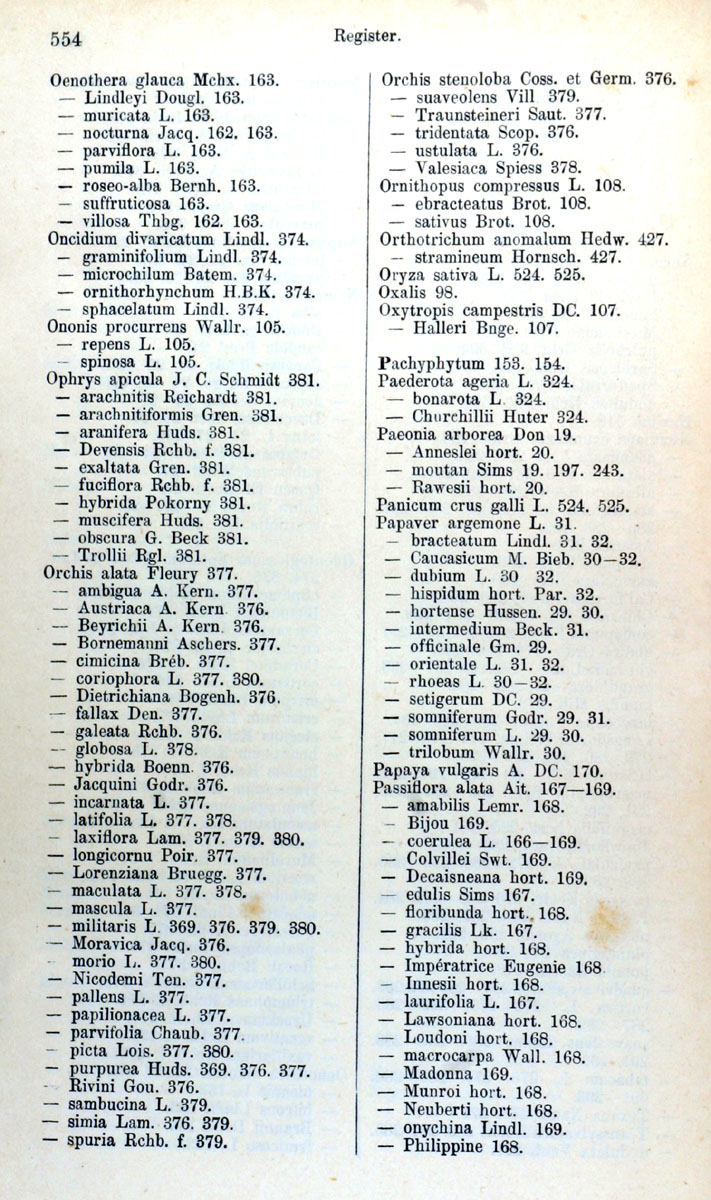 554
Register.
Oenothera glauca Mchx. 163.
— Lindleyi Dougl. 163.
— muricata L. 163.
— nocturna Jacq. 162. 163.
— parviflora L. 163.
— pumila L. 163.
— roseo-alba Bernh. 163.
— suffruticosa 163.
— villosa Thbg. 162. 163.
Oncidium divaricatum Lindl. 374.
— graminifolium Lindl. 374.
— microchilum Batem. 374.
— ornithorhynchum H.B.K. 374.
— sphacelatum Lindl. 374.
Ononis procurrens Wallr. 105.
— repens L. 105.
— spinosa L. 105.
Ophrys apicula J. C. Schmidt 381.
— arachnitis Reichardt 381.
— arachnitiformis Gren. 381.
— aranifera Huds. 381.
— Devensis Rchb. f. 381.
— exaltata Gren. 381.
— fuciflora Rchb. f. 381.
— hybrida Pokorny 381.
— muscifera Huds. 381.
— obscura G. Beck 381.
— Trollii Rgl. 381.
Orchis alata Fleury 377.
— ambigua A. Kern. 377.
— Austriaca A. Kern 376.
— Beyrichii A. Kern. 376.
— Bornemanni Aschers. 377.
— cimicina Bréb. 377.
— coriophora L. 377. 380.
— Dietrichiana Bogenh. 376.
— fallax Den. 377.
— galeata Rchb. 376.
— globosa L. 378.
— hybrida Boenn. 376.
— Jacquini Godr. 376.
— incarnata L. 377.
— latifolia L. 377. 378.
— laxiflora Lam. 377. 379. 380.
— longicornu Poir. 377.
— Lorenziana Bruegg. 377.
— maculata L. 377. 378.
— mascula L. 377.
— militaris L. 369. 376. 379. 380.
— Moravica Jacq. 376.
— morio L. 377. 380.
— Nicodemi Ten. 377.
— pallens L. 377.
— papilionacea L. 377.
— parvifolia Chaub. 377.
— picta Lois. 377. 380.
— purpurea Huds. 369. 376. 377.
— Rivini Gou. 376.
— sambucina L. 379.
— simia Lam. 376. 379.
— spuria Rchb. f. 379.
Orchis stenoloba Coss. et Germ. 376.
— suaveolens Vill 379.
— Traunsteineri Saut. 377.
— tridentata Scop. 376.
— ustulata L. 376.
— Valesiaca Spiess 378.
Ornithopus compressus L. 108.
— ebracteatus Brot. 108.
— sativus Brot. 108.
Orthotrichum anomalum Hedw. 427.
— stramineum Hornsch. 427.
Oryza sativa L. 524. 525.
Oxalis 98.
Oxytropis campestris DC. 107.
— Halleri Bnge. 107.
Pachyphytum 153. 154.
Paederota ageria L. 324.
— bonarota L. 324.
— Churchillii Huter 324.
Paeonia arborea Don 19.
— Anneslei hort. 20.
— moutan Sims 19. 197. 243.
— Rawesii hort. 20.
Panicum crus galli L. 524. 525.
Papaver argemone L. 31.
— bracteatum Lindl. 31. 32.
— Caucasicum M. Bieb. 30—32.
— dubium L. 30 32.
— hispidum hort. Par. 32.
— hortense Hussen. 29. 30.
— intermedium Beck. 31.
— officinale Gm. 29.
— orientale L. 31. 32.
— rhoeas L. 30—32.
— setigerum DC. 29.
— somniferum Godr. 29. 31.
— somniferum L. 29. 30.
— trilobum Wallr. 30.
Papaya vulgaris A. DC. 170.
Passiflora alata Ait. 167—169.
— amabilis Lemr. 168.
— Bijou 169.
— coerulea L. 166—169.
— Colvillei Swt. 169.
— Decaisneana hort. 169.
— edulis Sims 167.
— floribunda hort. 168.
— gracilis Lk. 167.
— hybrida hort. 168.
— Impératrice Eugenie 168.
— Innesii hort. 168.
— laurifolia L. 167.
— Lawsoniana hort. 168.
— Loudoni hort. 168.
— macrocarpa Wall. 168.
— Madonna 169.
— Munroi hort. 168.
— Neuberti hort. 168.
— onychina Lindl. 169.
— Philippine 168.